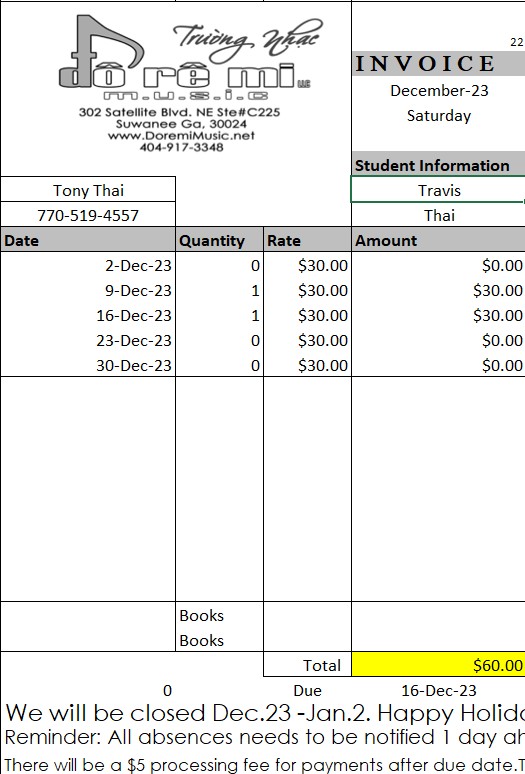 Trường Nhạc
đô rê mi LLC
m.u.s.i.c
302 Satellite Blvd. NE Ste#C225
Suwanee Ga, 30024
www.DoremiMusic.net
404-917-3348
22
INVOICE
December-23
Saturday
Student Information
Tony Thai Travis
770-519-4557 Thai
Date Quantity Rate Amount
2-Dec-23 0 $30.00 $0.00
9-Dec-23 1 $30.00 $30.00
16-Dec-23 1 $30.00 $30.00
23-Dec-23 0 $30.00 $0.00
30-Dec-23 0 $30.00 $0.00
Books
Books
Total $60.00
0 Due 16-Dec-23
We will be closed Dec.23 -Jan.2. Happy Holid
Reminder: All absences needs to be notified 1 day
There will be a $5 processing fee for payments after due date.T